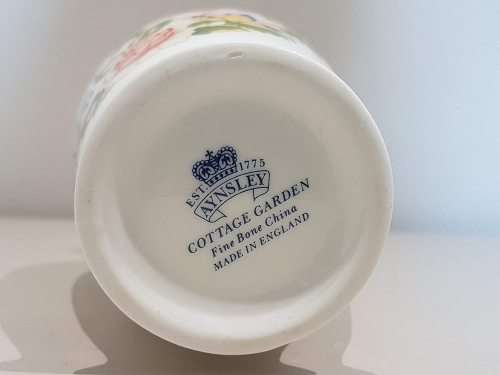 EST. 1775
AYNSLEY
COTTAGE GARDEN
Fine Bone China
MADE IN ENGLAND